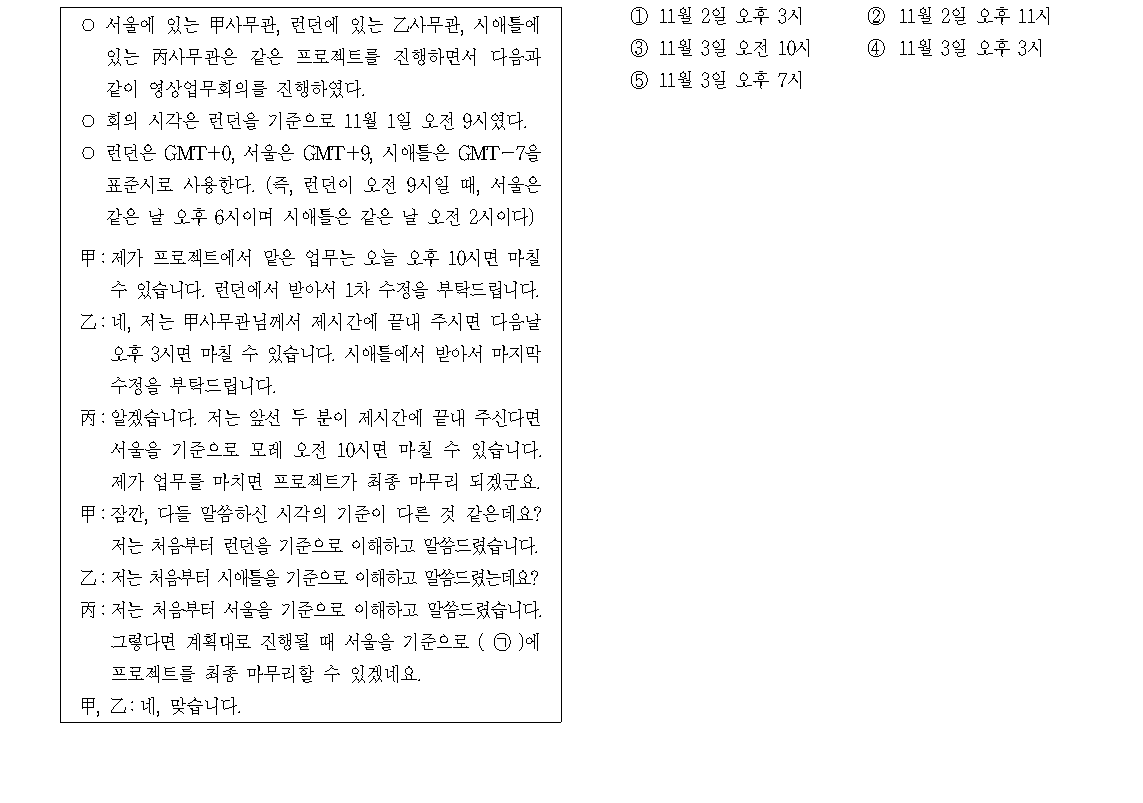 ○ 서울에 있는 甲사무관, 런던에 있는 乙사무관, 시애틀에
있는 丙사무관은 같은 프로젝트를 진행하면서 다음과
같이 영상업무회의를 진행하였다.
○ 회의 시각은 런던을 기준으로 11월 1일 오전 9시였다.
○ 런던은 GMT+0, 서울은 GMT+9, 시애틀은 GMT-7을
표준시로 사용한다. (즉, 런던이 오전 9시일 때, 서울은
같은 날 오후 6시이며 시애틀은 같은 날 오전 2시이다)
甲: 제가 프로젝트에서 맡은 업무는 오늘 오후 10시면 마칠
수 있습니다. 런던에서 받아서 1차 수정을 부탁드립니다.
乙: 네, 저는 甲사무관님께서 제시간에 끝내 주시면 다음날
오후 3시면 마칠 수 있습니다. 시애틀에서 받아서 마지막
수정을 부탁드립니다.
丙: 알겠습니다. 저는 앞선 두 분이 제시간에 끝내 주신다면
서울을 기준으로 모레 오전 10시면 마칠 수 있습니다.
제가 업무를 마치면 프로젝트가 최종 마무리 되겠군요.
甲: 잠깐, 다들 말씀하신 시각의 기준이 다른 것 같은데요?
저는 처음부터 런던을 기준으로 이해하고 말씀드렸습니다.
乙: 저는 처음부터 시애틀을 기준으로 이해하고 말씀드렸는데요?
丙: 저는 처음부터 서울을 기준으로 이해하고 말씀드렸습니다.
그렇다면 계획대로 진행될 때 서울을 기준으로 ( ㉠ )에
프로젝트를 최종 마무리할 수 있겠네요.
甲, 乙: 네, 맞습니다.
① 11월 2일 오후 3시 ② 11월 2일 오후 11시
③ 11월 3일 오전 10시 ④ 11월 3일 오후 3시
⑤ 11월 3일 오후 7시